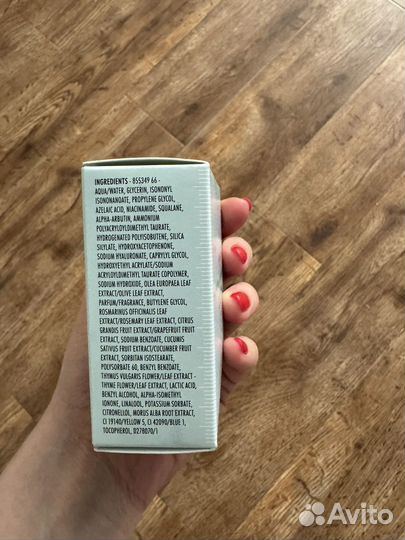 INGREDIENTS - 855349 66 -
AQUA/WATER, GLYCERIN, ISONONYL
ISONONANOATE, PROPYLENE GLYCOL,
AZELAIC ACID, NIACINAMIDE, SQUALANE,
ALPHA-ARBUTIN, AMMONIUM
POLYACRYLOYLDIMETHYL TAURATE,
HYDROGENATED POLYISOBUTENE, SILICA
SILYLATE, HYDROXYACETOPHENONE,
SODIUM HYALURONATE, CAPRYLYL GLYCOL,
HYDROXYETHYL ACRYLATE/SODIUM
ACRYLOYLDIMETHYL TAURATE COPOLYMER,
SODIUM HYDROXIDE, OLEA EUROPAEA LEAF
EXTRACT/OLIVE LEAF EXTRACT,
PARFUM/FRAGRANCE, BUTYLENE GLYCOL,
ROSMARINUS OFFICINALIS LEAF
EXTRACT/ROSEMARY LEAF EXTRACT, CITRUS
GRANDIS FRUIT EXTRACT/GRAPEFRUIT FRUIT
EXTRACT, SODIUM BENZOATE, CUCUMIS
SATIVUS FRUIT EXTRACT/CUCUMBER FRUIT
EXTRACT, SORBITAN ISOSTEARATE,
POLYSORBATE 60, BENZYL BENZOATE,
THYMUS VULGARIS FLOWER/LEAF EXTRACT -
THYME FLOWER/LEAF EXTRACT, LACTIC ACID,
BENZYL ALCOHOL, ALPHA-ISOMETHYL
IONONE, LINALOOL, POTASSIUM SORBATE,
CITRONELLOL, MORUS ALBA ROOT EXTRACT,
CI 19140/YELLOW 5, CI 42090/BLUE 1,
TOCOPHEROL, D278070/1
Avito